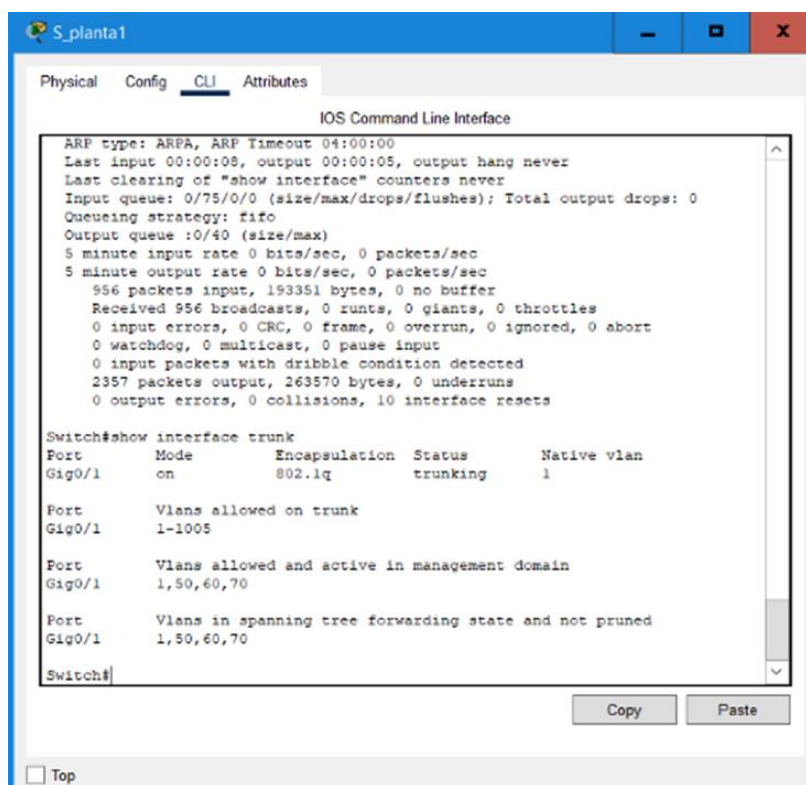 S_planta1
Physical Config CLI Attributes
IOS Command Line Interface
ARP type: ARPA, ARP Timeout 04:00:00
Last input 00:00:08, output 00:00:05, output hang never
Last clearing of "show interface" counters never
Input queue: 0/75/0/0 (size/max/drops/flushes); Total output drops: 0
Queueing strategy: fifo
Output queue :0/40 (size/max)
5 minute input rate 0 bits/sec, 0 packets/sec
5 minute output rate 0 bits/sec, 0 packets/sec
956 packets input, 193351 bytes, 0 no buffer
Received 956 broadcasts, 0 runts, 0 giants, 0 throttles
0 input errors, 0 CRC, 0 frame, 0 overrun, 0 ignored, 0 abort
0 watchdog, 0 multicast, 0 pause input
0 input packets with dribble condition detected
2357 packets output, 263570 bytes, 0 underruns
0 output errors, 0 collisions, 10 interface resets
Switch#show interface trunk
Port Mode Encapsulation Status Native vlan
Gig0/1 on 802.1q trunking 1
Port Vlans allowed on trunk
Gig0/1 1-1005
Port Vlans allowed and active in management domain
Gig0/1 1,50,60,70
Port Vlans in spanning tree forwarding state and not pruned
Gig0/1 1,50,60,70
Switch#
Copy Paste
Top